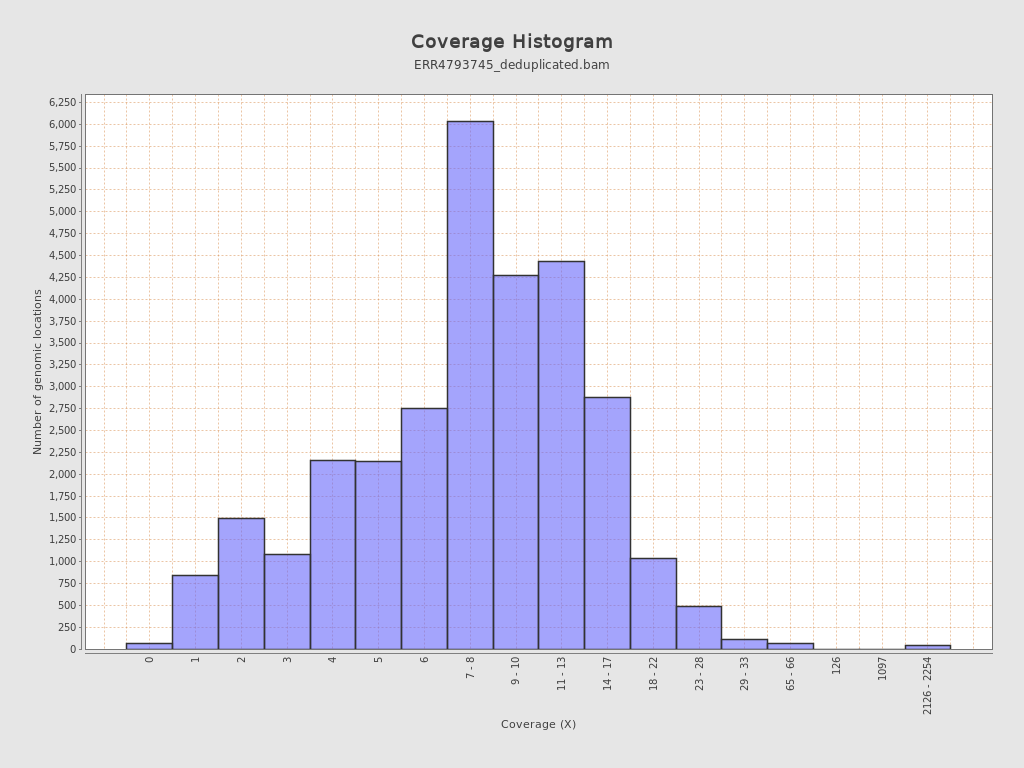 Coverage Histogram
ERR4793745_deduplicated.bam
6,250
6,000
5,750
5,500
5,250
5,000
4,750
4,500
4,250
4,000
3,750
3,500
3,250
3,000
2,750
2,500
2,250
2,000
1,750
1,500
1,250
1,000
750
500
250
0
Number of genomic locations
0
1
2
3
4
5
6
7 - 8
9 - 10
11 - 13
14 - 17
18 - 22
23 - 28
29 - 33
65 - 66
126
1097
2126 - 2254
Coverage (X)